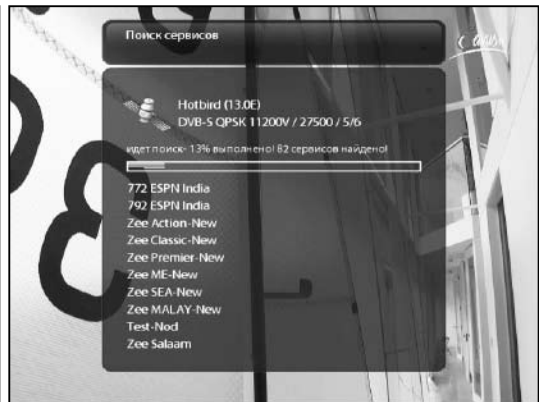 Поиск сервисов
Hotbird (13.0E)
DVB-S QPSK 11200V / 27500 / 5/6
идет поиск- 13% выполнено! 82 сервисов найдено!
772 ESPN India
792 ESPN India
Zee Action-New
Zee Classic-New
Zee Premier-New
Zee ME-New
Zee SEA-New
Zee MALAY-New
Test-Nod
Zee Salaam